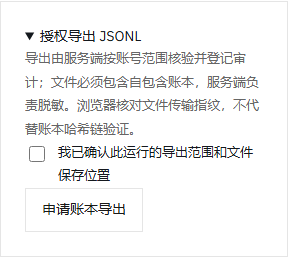 ▼ 授权导出 JSONL
导出由服务端按账号范围核验并登记审
计；文件必须包含自包含账本，服务端负
责脱敏。浏览器核对文件传输指纹，不代
替账本哈希链验证。
我已确认此运行的导出范围和文件
保存位置
申请账本导出